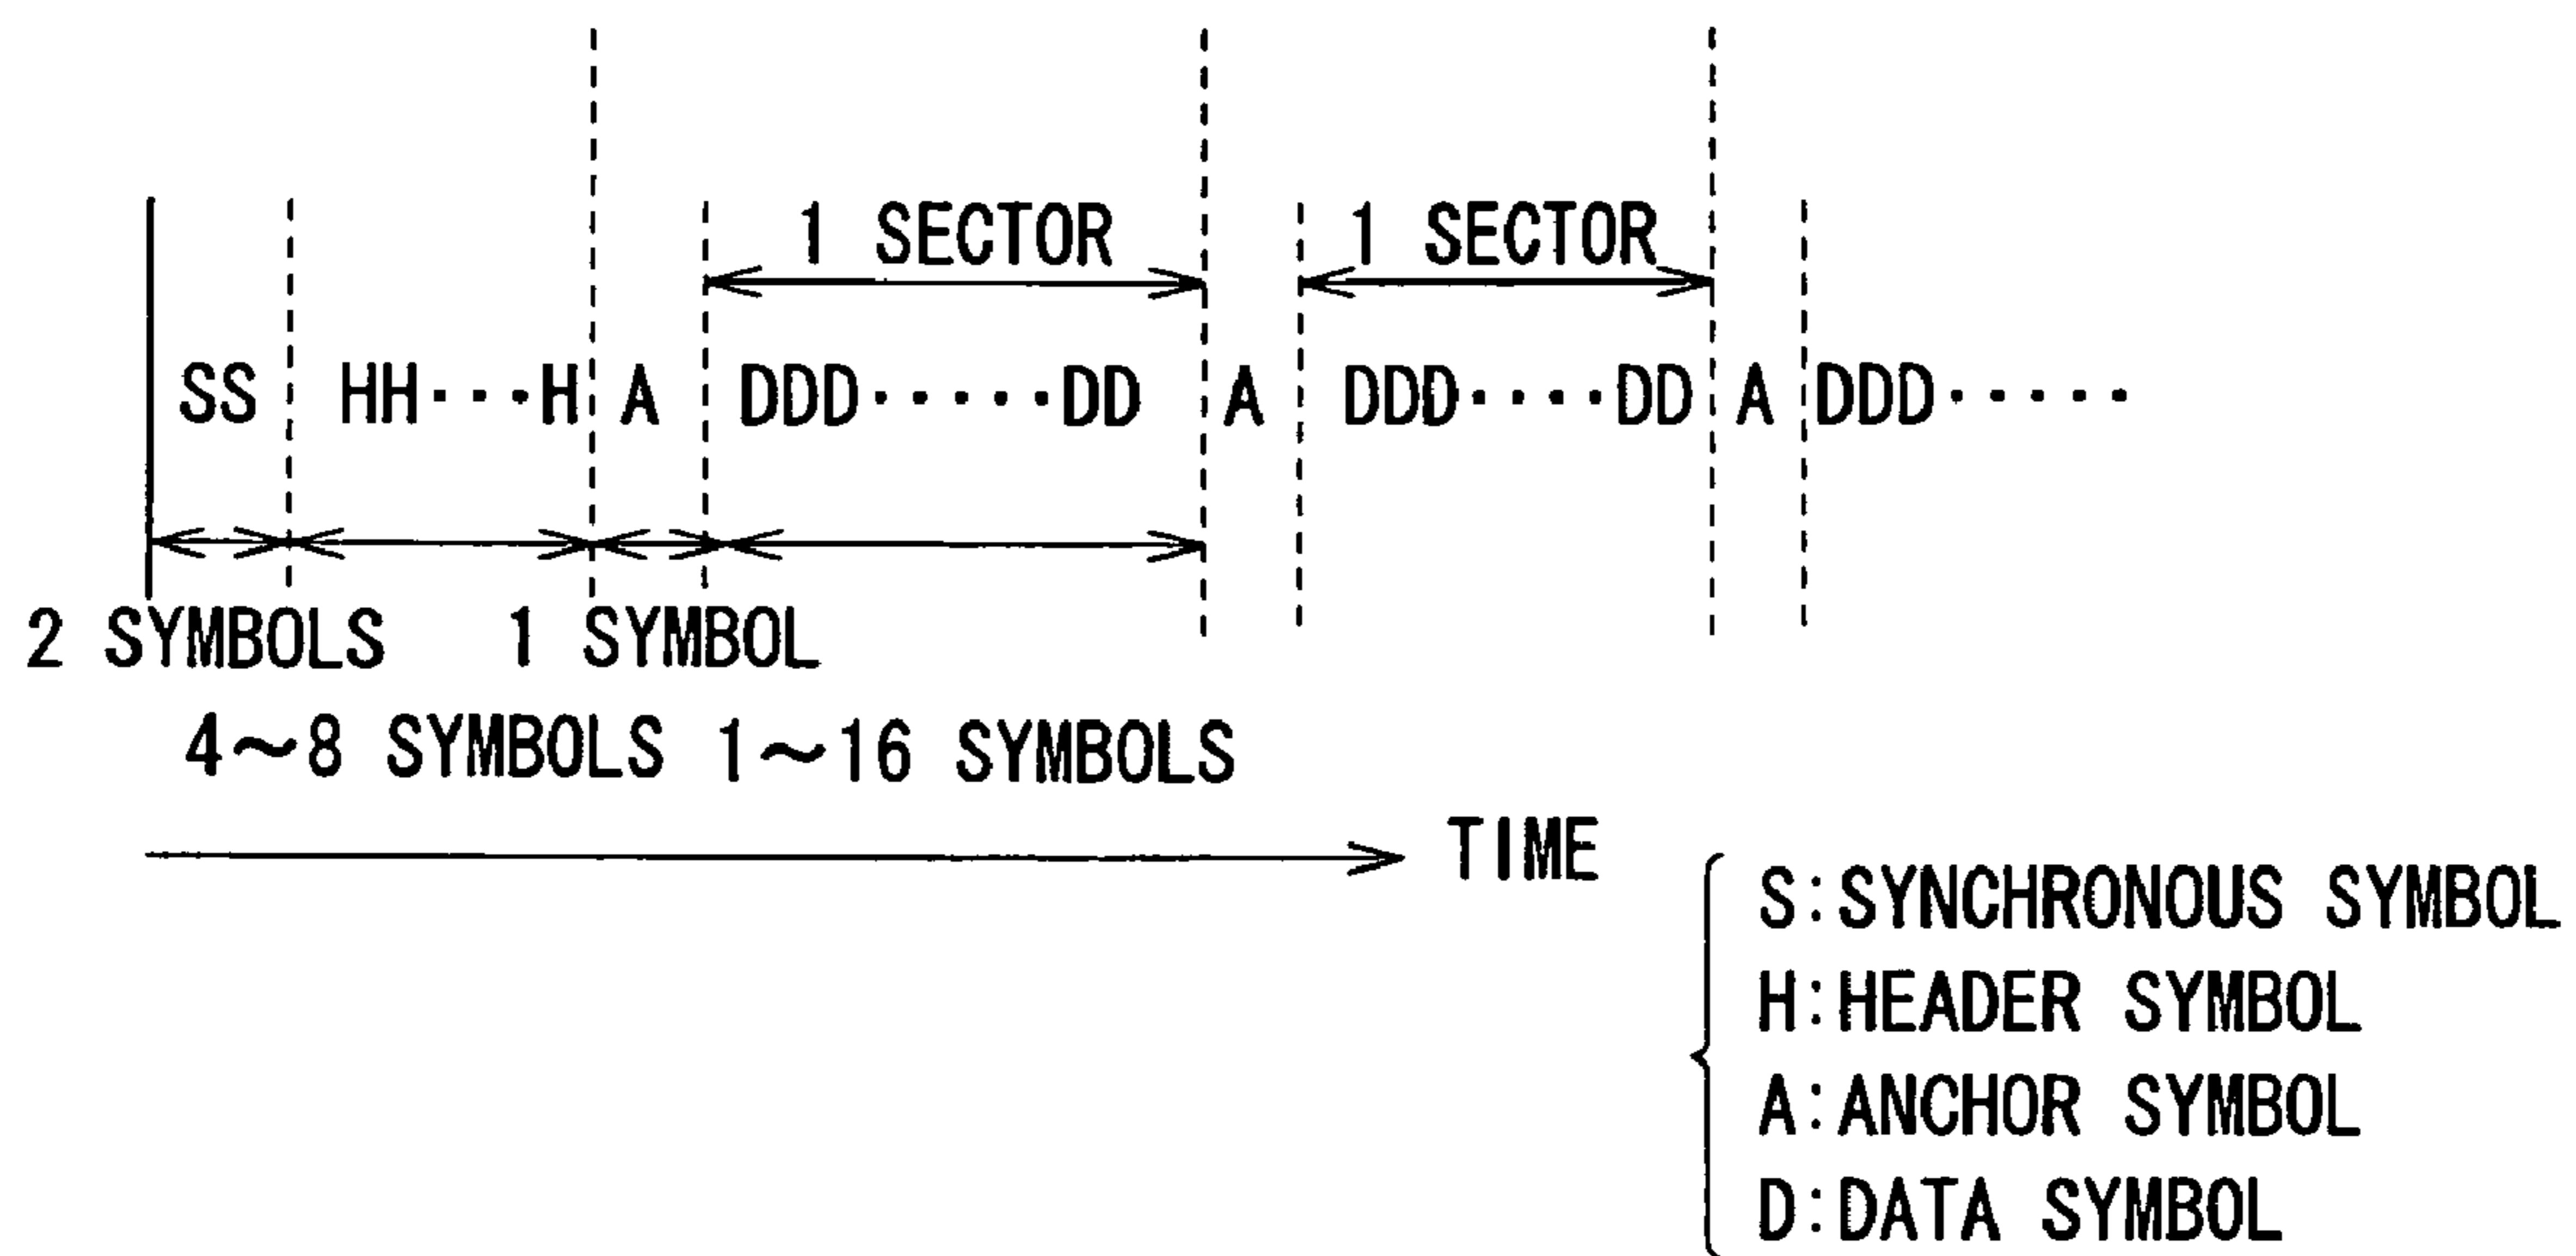 1 SECTOR 1 SECTOR
SS HH···H A DDD·····DD A DDD····DD A DDD·····
2 SYMBOLS 1 SYMBOL
4～8 SYMBOLS 1～16 SYMBOLS
TIME
S:SYNCHRONOUS SYMBOL
H:HEADER SYMBOL
A:ANCHOR SYMBOL
D:DATA SYMBOL